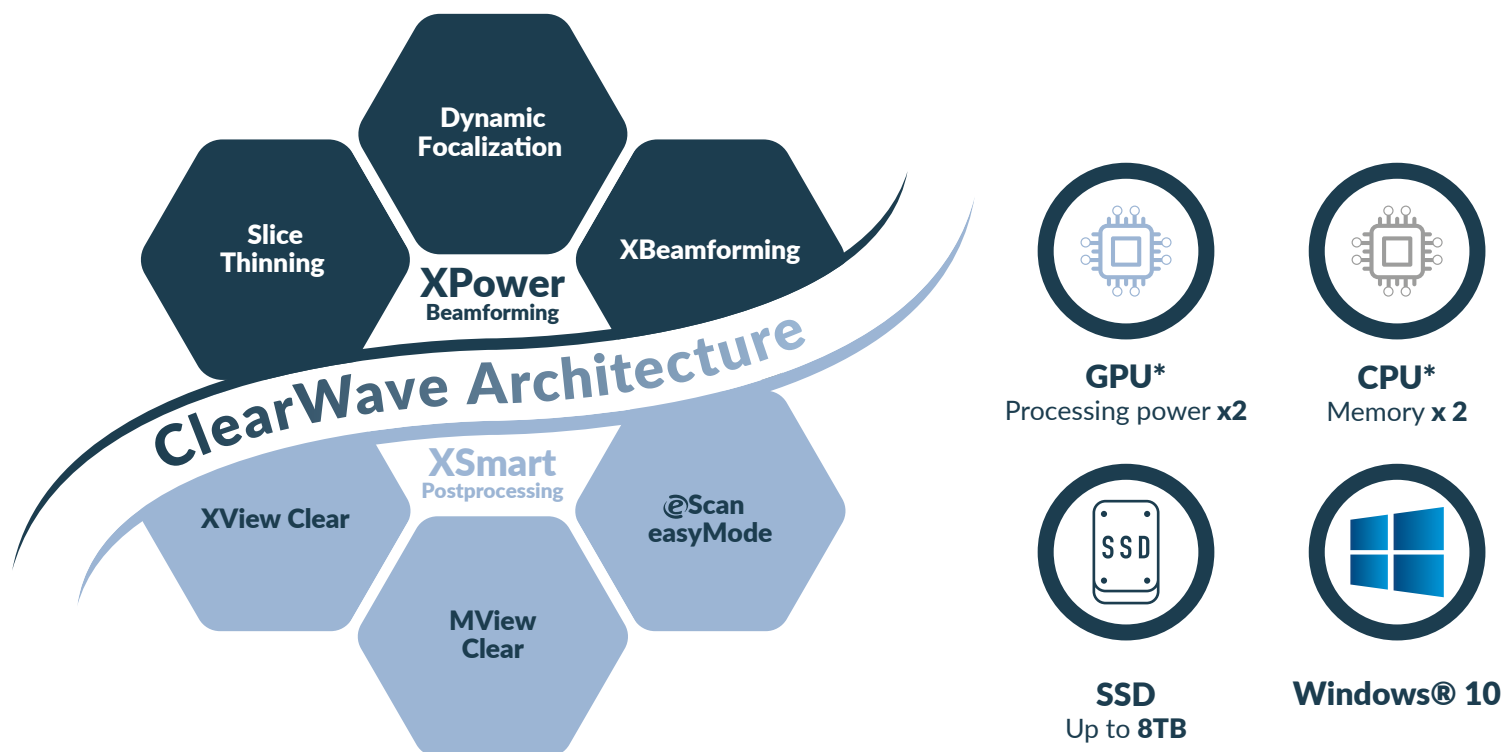 Dynamic
Focalization
Slice
Thinning
XBeamforming
XPower
Beamforming
ClearWave Architecture
XSmart
Postprocessing
XView Clear
eScan
easyMode
MView
Clear
GPU*
Processing power x2
CPU*
Memory x 2
SSD
SSD
Up to 8TB
Windows® 10